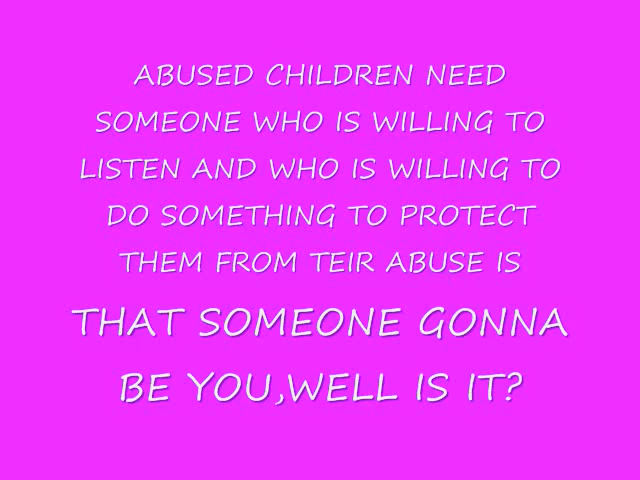 ABUSED CHILDREN NEED
SOMEONE WHO IS WILLING TO
LISTEN AND WHO IS WILLING TO
DO SOMETHING TO PROTECT
THEM FROM TEIR ABUSE IS
THAT SOMEONE GONNA
BE YOU,WELL IS IT?